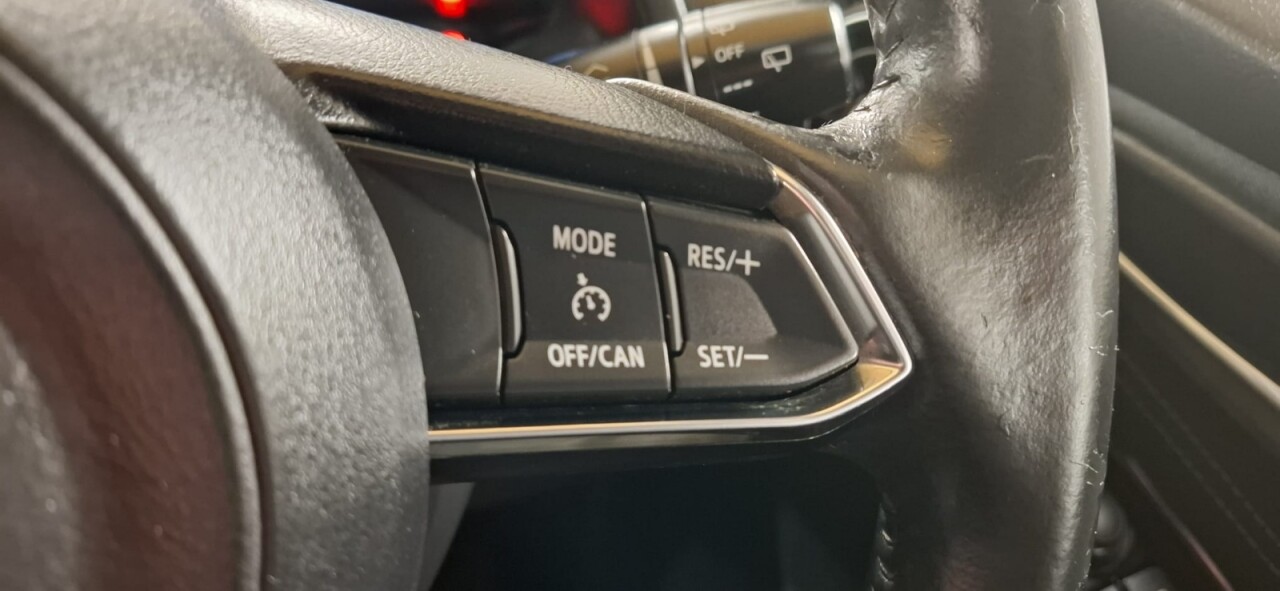 OFF
---
MODE
RES/+
OFF/CAN
SET/—